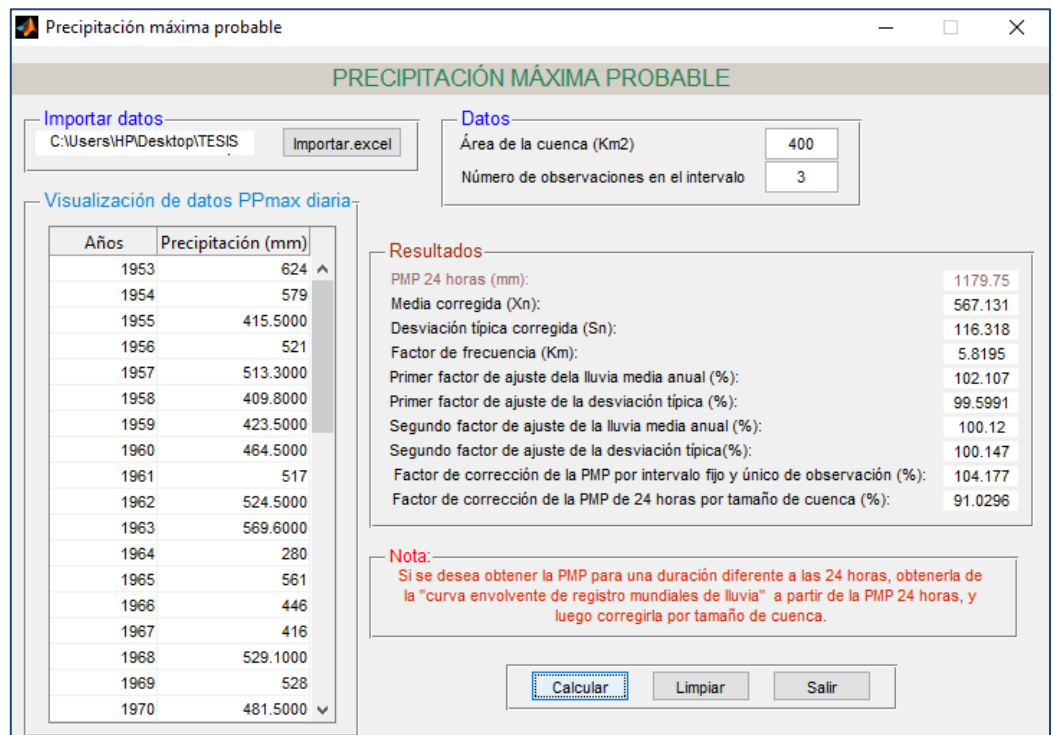 Precipitación máxima probable
PRECIPITACIÓN MÁXIMA PROBABLE
Importar datos
C:\Users\HP\Desktop\TESIS
Importar.excel
Datos
Área de la cuenca (Km2) 400
Número de observaciones en el intervalo 3
Visualización de datos PPmax diaria
Años Precipitación (mm)
1953 624
1954 579
1955 415.5000
1956 521
1957 513.3000
1958 409.8000
1959 423.5000
1960 464.5000
1961 517
1962 524.5000
1963 569.6000
1964 280
1965 561
1966 446
1967 416
1968 529.1000
1969 528
1970 481.5000
Resultados
PMP 24 horas (mm): 1179.75
Media corregida (Xn): 567.131
Desviación típica corregida (Sn): 116.318
Factor de frecuencia (Km): 5.8195
Primer factor de ajuste dela lluvia media anual (%): 102.107
Primer factor de ajuste de la desviación típica (%): 99.5991
Segundo factor de ajuste de la lluvia media anual (%): 100.12
Segundo factor de ajuste de la desviación típica(%): 100.147
Factor de corrección de la PMP por intervalo fijo y único de observación (%): 104.177
Factor de corrección de la PMP de 24 horas por tamaño de cuenca (%): 91.0296
Nota:
Si se desea obtener la PMP para una duración diferente a las 24 horas, obtenerla de
la "curva envolvente de registro mundiales de lluvia" a partir de la PMP 24 horas, y
luego corregirla por tamaño de cuenca.
Calcular Limpiar Salir